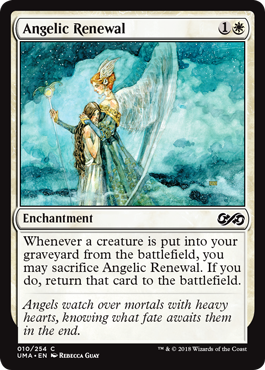 Angelic Renewal 1
Enchantment
Whenever a creature is put into your
graveyard from the battlefield, you
may sacrifice Angelic Renewal. If you
do, return that card to the battlefield.
Angels watch over mortals with heavy
hearts, knowing what fate awaits them
in the end.
010/254 C
UMA • EN REBECCA GUAY
™ & © 2018 Wizards of the Coast